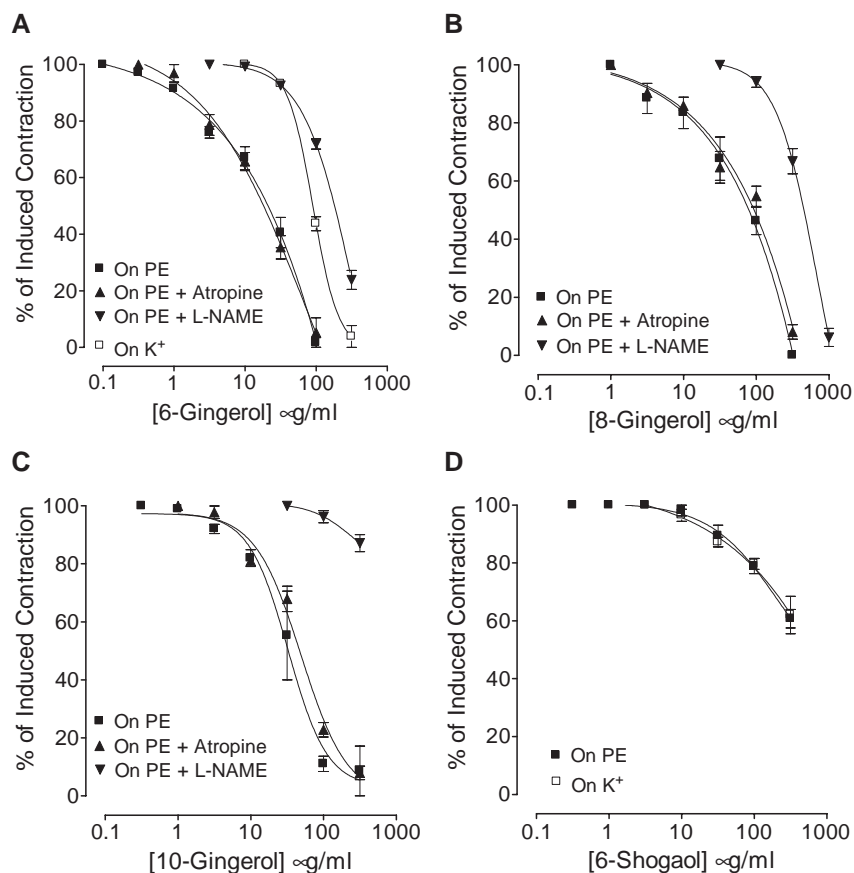 A
% of Induced Contraction
100
80
60
40
20
0
On PE
On PE + Atropine
On PE + L-NAME
On K⁺
0.1 1 10 100 1000
[6-Gingerol] ∝g/ml
B
% of Induced Contraction
100
80
60
40
20
0
On PE
On PE + Atropine
On PE + L-NAME
0.1 1 10 100 1000
[8-Gingerol] ∝g/ml
C
% of Induced Contraction
100
80
60
40
20
0
On PE
On PE + Atropine
On PE + L-NAME
0.1 1 10 100 1000
[10-Gingerol] ∝g/ml
D
% of Induced Contraction
100
80
60
40
20
0
On PE
On K⁺
0.1 1 10 100 1000
[6-Shogaol] ∝g/ml